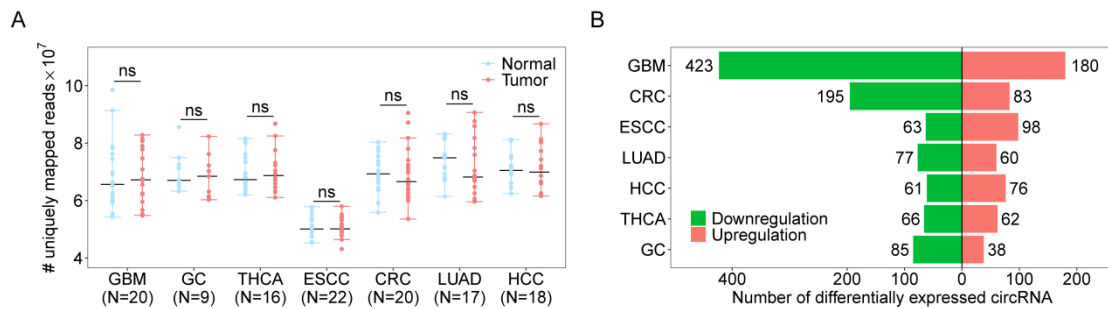 A
# uniquely mapped reads × 10⁷
10
8
6
4
ns
ns
ns
ns
ns
ns
ns
Normal
Tumor
GBM
(N=20)
GC
(N=9)
THCA
(N=16)
ESCC
(N=22)
CRC
(N=20)
LUAD
(N=17)
HCC
(N=18)
B
GBM 423 180
CRC 195 83
ESCC 63 98
LUAD 77 60
HCC 61 76
THCA 66 62
GC 85 38
Downregulation
Upregulation
400 200 0 100 200
Number of differentially expressed circRNA